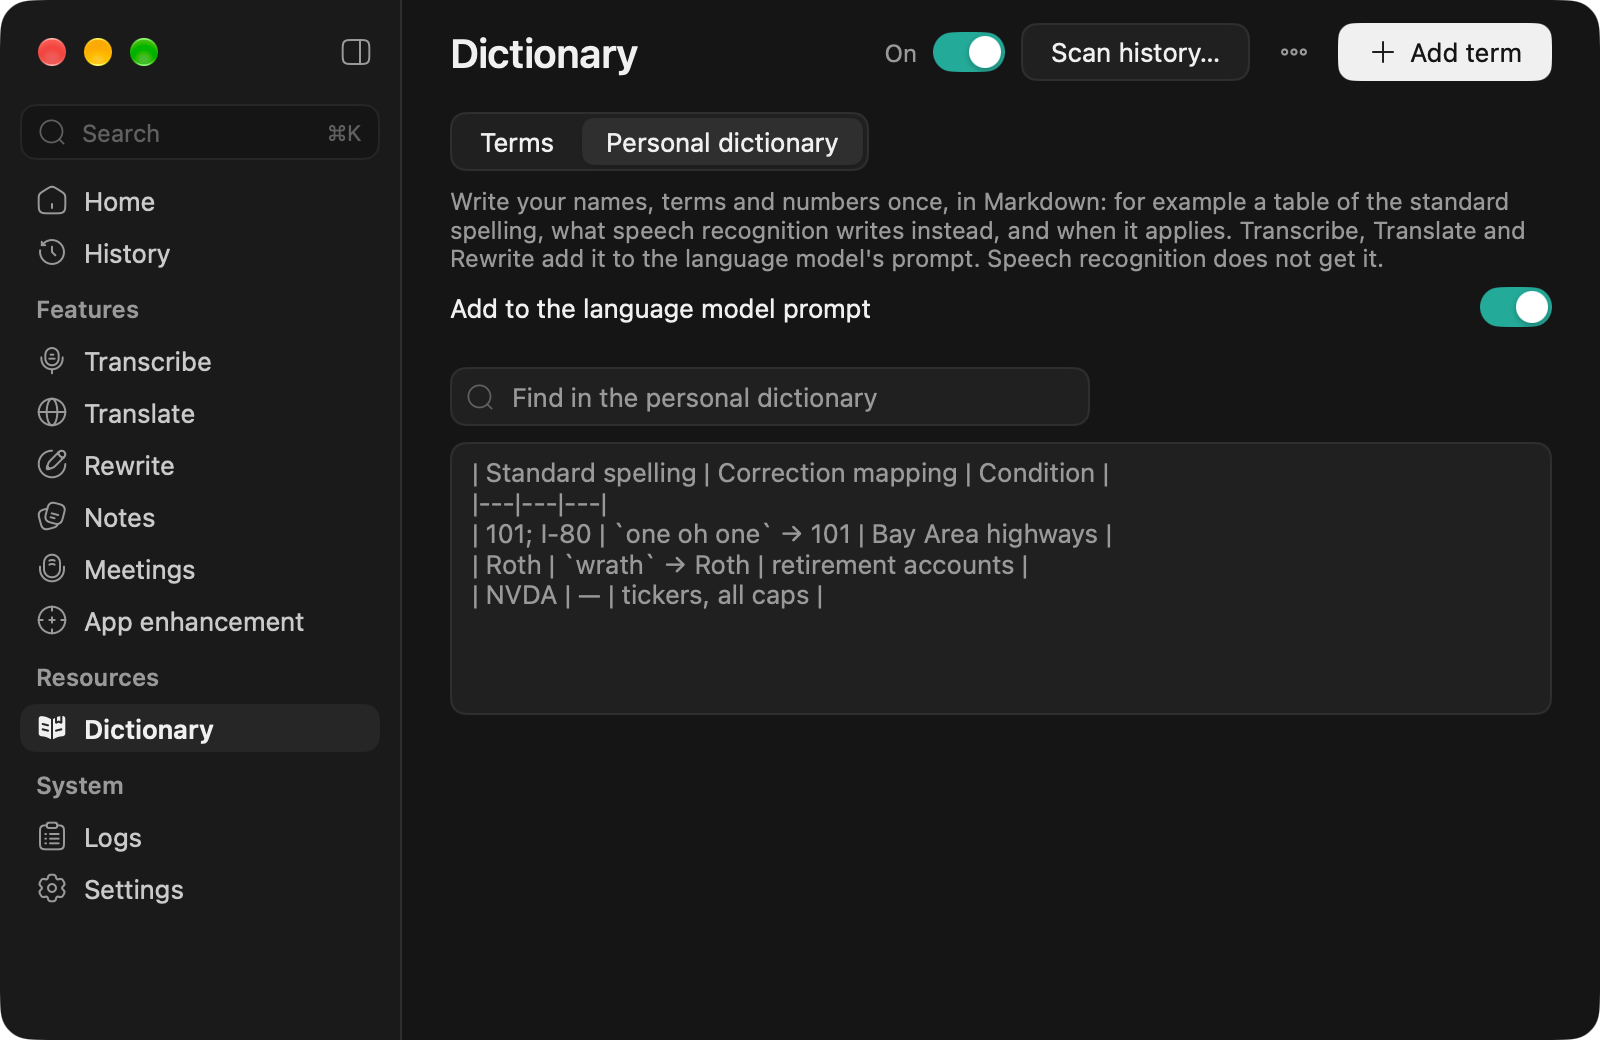 Search ⌘K
Home
History
Features
Transcribe
Translate
Rewrite
Notes
Meetings
App enhancement
Resources
Dictionary
System
Logs
Settings
Dictionary
On
Scan history...
Add term
Terms
Personal dictionary
Write your names, terms and numbers once, in Markdown: for example a table of the standard
spelling, what speech recognition writes instead, and when it applies. Transcribe, Translate and
Rewrite add it to the language model's prompt. Speech recognition does not get it.
Add to the language model prompt
Find in the personal dictionary
| Standard spelling | Correction mapping | Condition |
|---|---|---|
| 101; I-80 | `one oh one` → 101 | Bay Area highways |
| Roth | `wrath` → Roth | retirement accounts |
| NVDA | — | tickers, all caps |